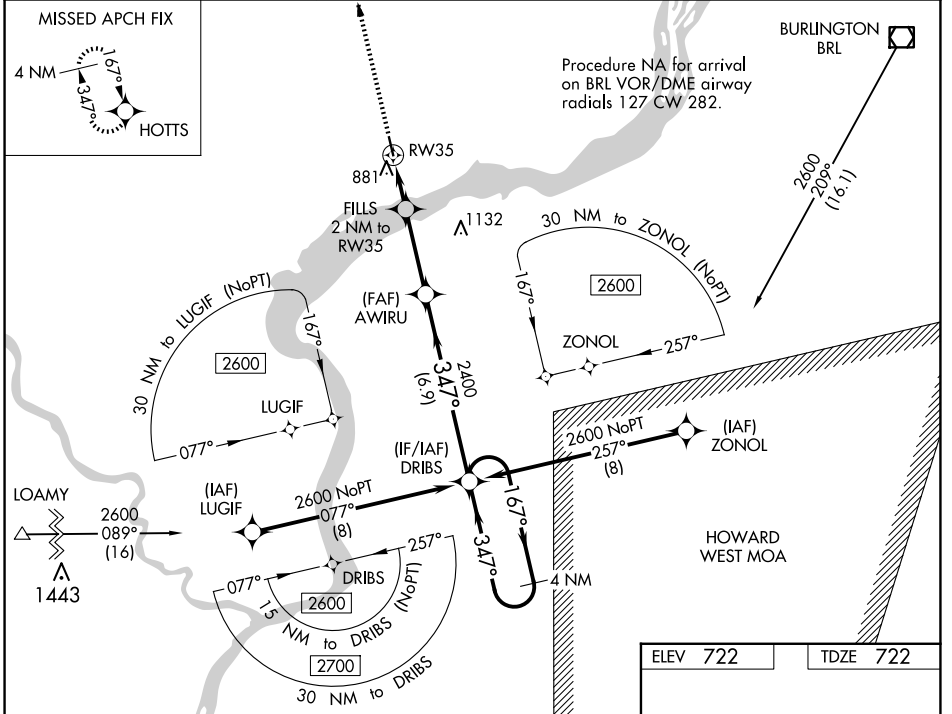 MISSED APCH FIX
4 NM
167°
347°
HOTTS
BURLINGTON
BRL
Procedure NA for arrival
on BRL VOR/DME airway
radials 127 CW 282.
2600
209°
(16.1)
RW35
881
FILLS
2 NM to
RW35
1132
30 NM to ZONOL (NoPT)
2600
167°
ZONOL
257°
(FAF)
AWIRU
30 NM to LUGIF (NoPT)
2600
167°
LUGIF
077°
2400
347°
(6.9)
(IF/IAF)
DRIBS
2600 NoPT
257°
(8)
(IAF)
ZONOL
LOAMY
2600
089°
(16)
1443
(IAF)
LUGIF
2600 NoPT
077°
(8)
167°
347°
4 NM
HOWARD
WEST MOA
077°
257°
DRIBS
2600
15 NM to DRIBS (NoPT)
2700
30 NM to DRIBS
ELEV 722
TDZE 722